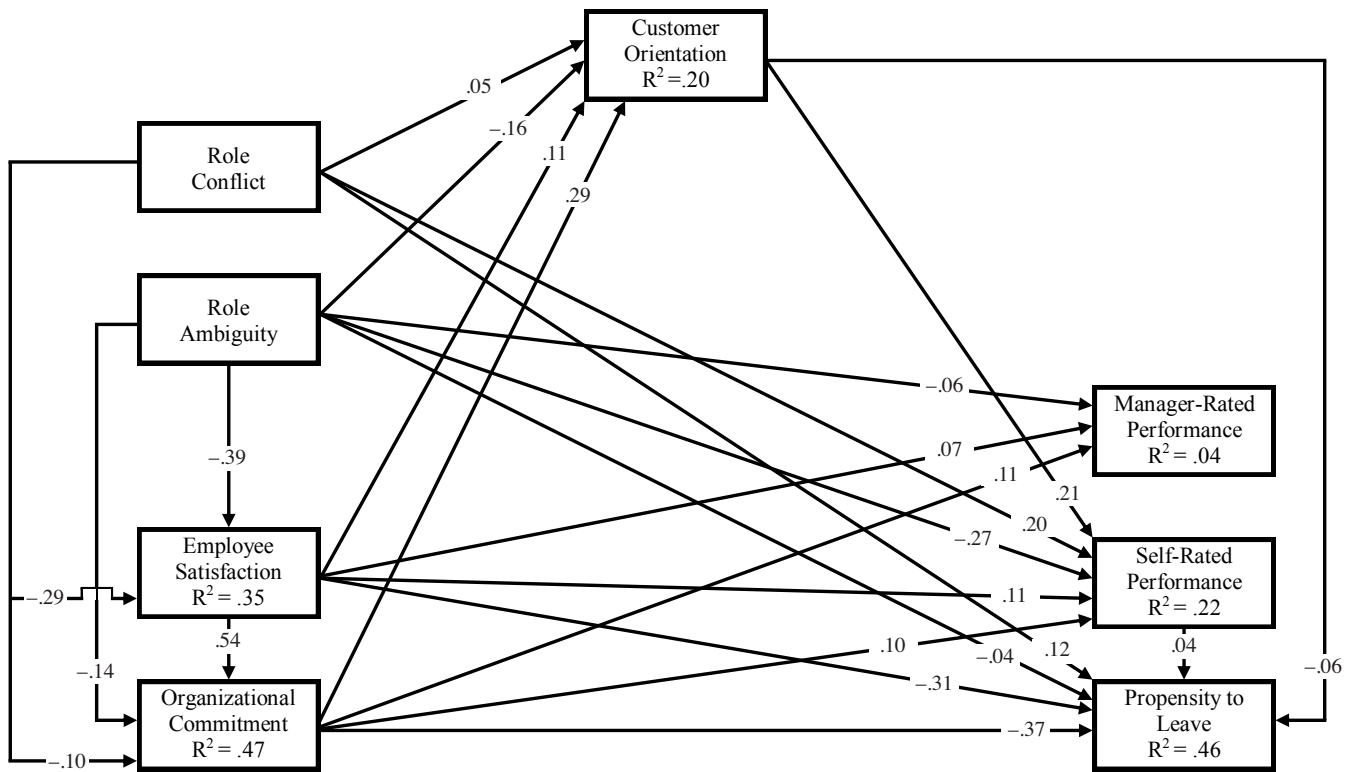 Customer
Orientation
R² = .20
.05
–.16
.11
.29
Role
Conflict
Role
Ambiguity
–.39
–.06
Manager-Rated
Performance
R² = .04
.07
.11
.21
.20
–.27
Employee
Satisfaction
R² = .35
–.29
Self-Rated
Performance
R² = .22
.11
.54
.10
.12
–.04
.04
–.06
–.14
–.31
Organizational
Commitment
R² = .47
–.37
Propensity to
Leave
R² = .46
–.10